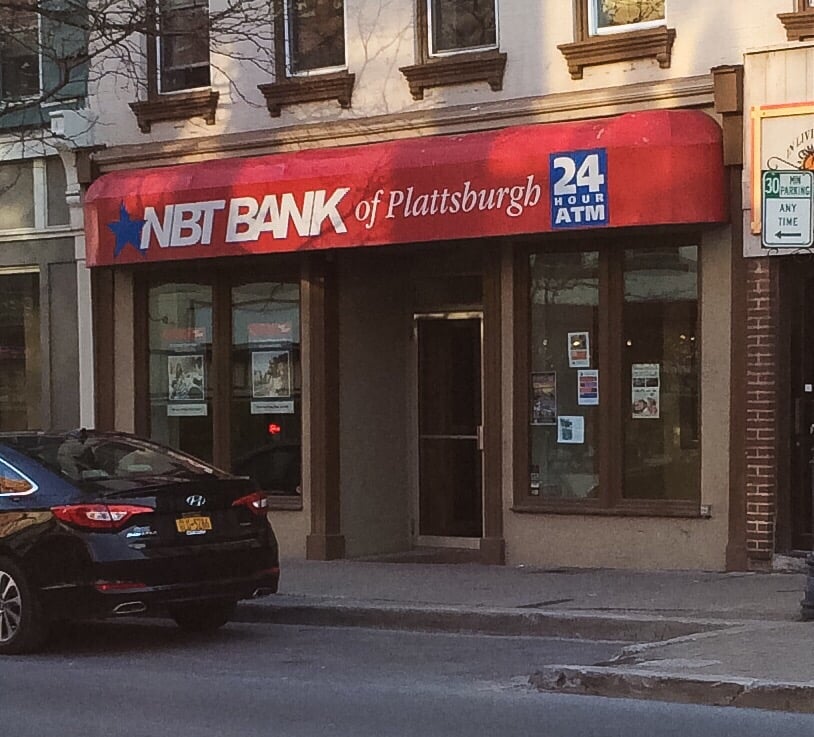 NBT BANK of Plattsburgh
24
HOUR
ATM
30 MIN
PARKING
ANY
TIME